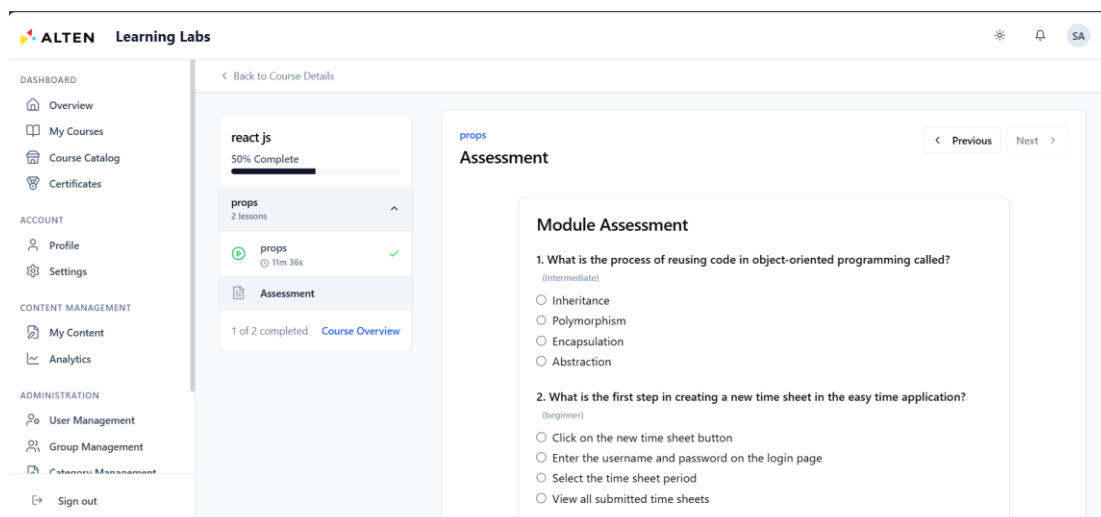 ALTEN Learning Labs
SA
DASHBOARD
Overview
My Courses
Course Catalog
Certificates
ACCOUNT
Profile
Settings
CONTENT MANAGEMENT
My Content
Analytics
ADMINISTRATION
User Management
Group Management
Category Management
Sign out
Back to Course Details
react js
50% Complete
props
2 lessons
props
11m 36s
Assessment
1 of 2 completed Course Overview
props
Assessment
Previous Next
Module Assessment
1. What is the process of reusing code in object-oriented programming called?
(intermediate)
Inheritance
Polymorphism
Encapsulation
Abstraction
2. What is the first step in creating a new time sheet in the easy time application?
(beginner)
Click on the new time sheet button
Enter the username and password on the login page
Select the time sheet period
View all submitted time sheets